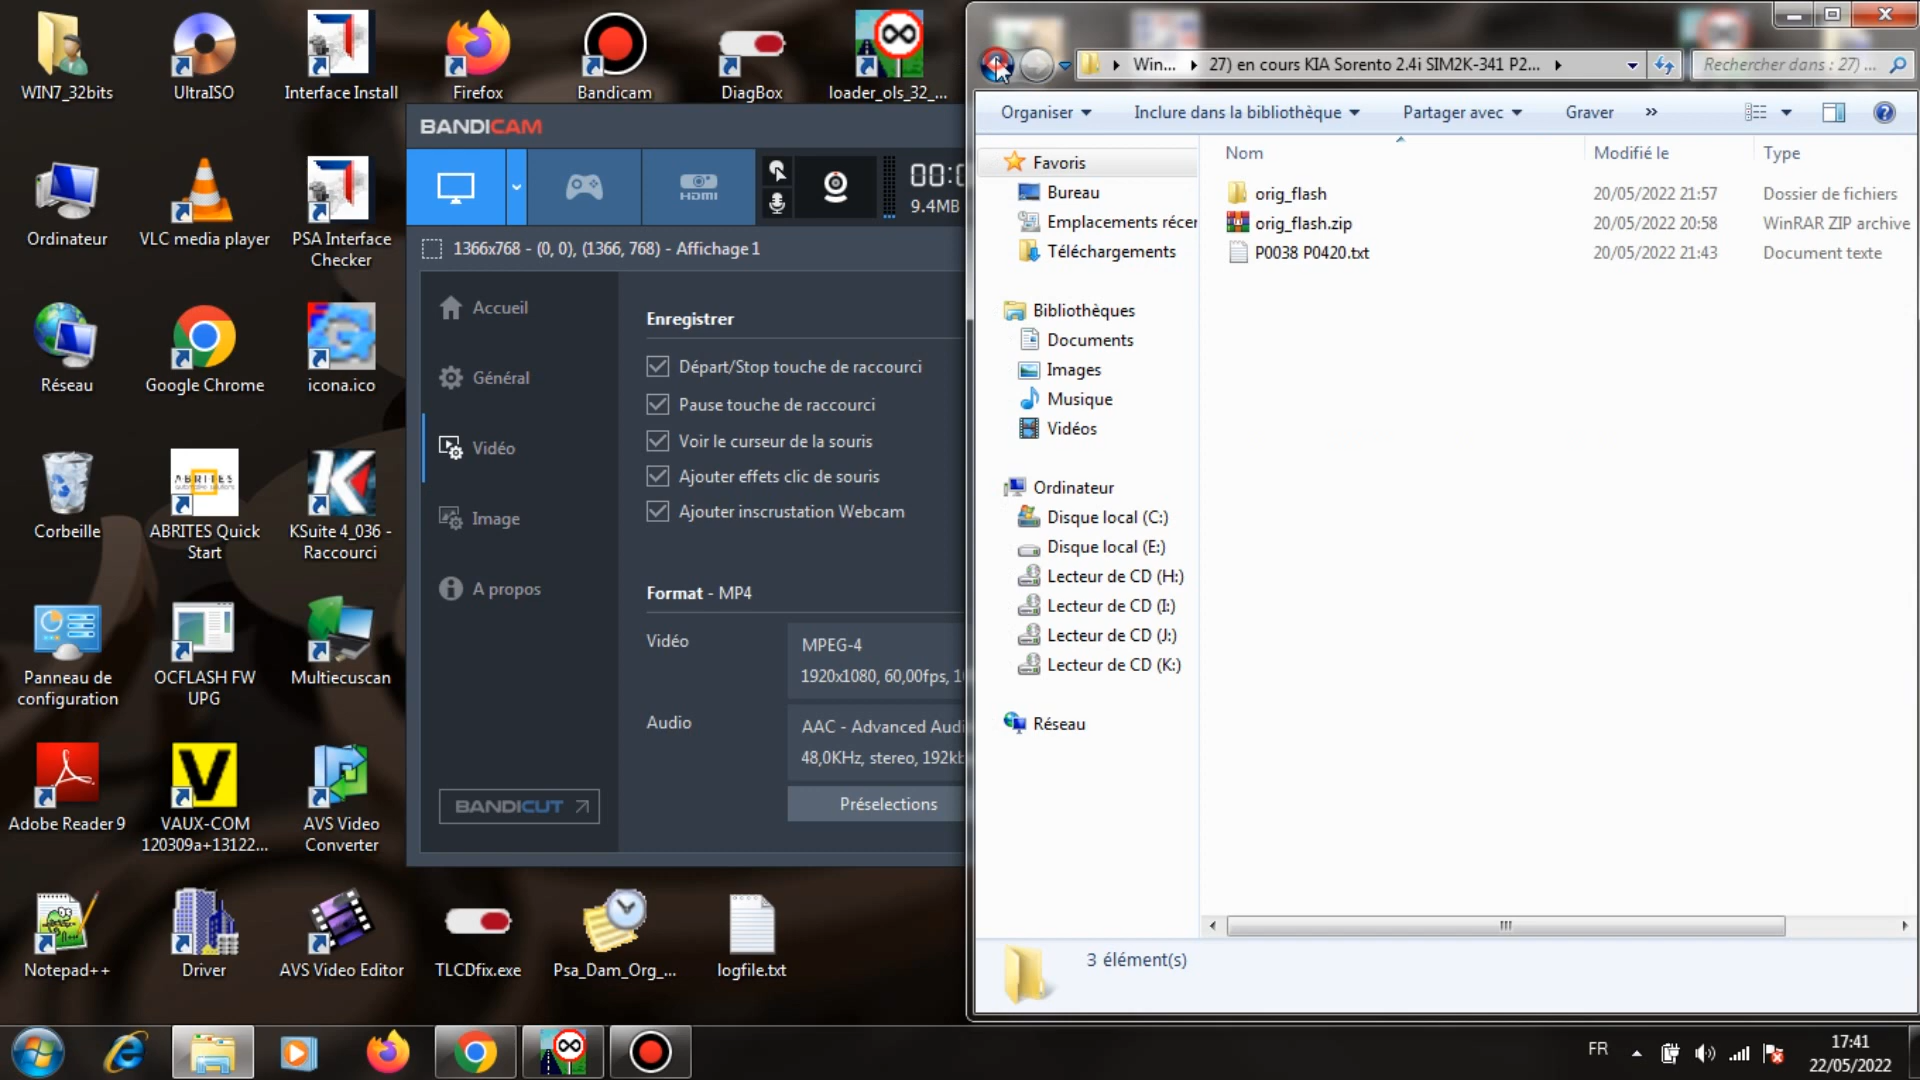 WIN7_32bits
UltraISO
Interface Install
Firefox
Bandicam
DiagBox
loader_ols_32_...
Ordinateur
VLC media player
PSA Interface
Checker
Réseau
Google Chrome
icona.ico
Corbeille
ABRITES
ABRITES Quick
Start
KSuite 4_036 -
Raccourci
Panneau de
configuration
OCFLASH FW
UPG
Multiecuscan
Adobe Reader 9
VAUX-COM
120309a+13122...
AVS Video
Converter
Notepad++
Driver
AVS Video Editor
TLCDfix.exe
Psa_Dam_Org_...
logfile.txt
BANDICAM
HDMI
00:0
9.4MB
1366x768 - (0, 0), (1366, 768) - Affichage 1
Accueil
Général
Vidéo
Image
A propos
BANDICUT
Enregistrer
Départ/Stop touche de raccourci
Pause touche de raccourci
Voir le curseur de la souris
Ajouter effets clic de souris
Ajouter inscrustation Webcam
Format - MP4
Vidéo
MPEG-4
1920x1080, 60,00fps, 1
Audio
AAC - Advanced Audi
48,0KHz, stereo, 192kb
Préselections
Win... 27) en cours KIA Sorento 2.4i SIM2K-341 P2...
Rechercher dans : 27) ...
Organiser
Inclure dans la bibliothèque
Partager avec
Graver
»
Nom
Modifié le
Type
orig_flash 20/05/2022 21:57 Dossier de fichiers
orig_flash.zip 20/05/2022 20:58 WinRAR ZIP archive
P0038 P0420.txt 20/05/2022 21:43 Document texte
Favoris
Bureau
Emplacements récer
Téléchargements
Bibliothèques
Documents
Images
Musique
Vidéos
Ordinateur
Disque local (C:)
Disque local (E:)
Lecteur de CD (H:)
Lecteur de CD (I:)
Lecteur de CD (J:)
Lecteur de CD (K:)
Réseau
3 élément(s)
FR
17:41
22/05/2022